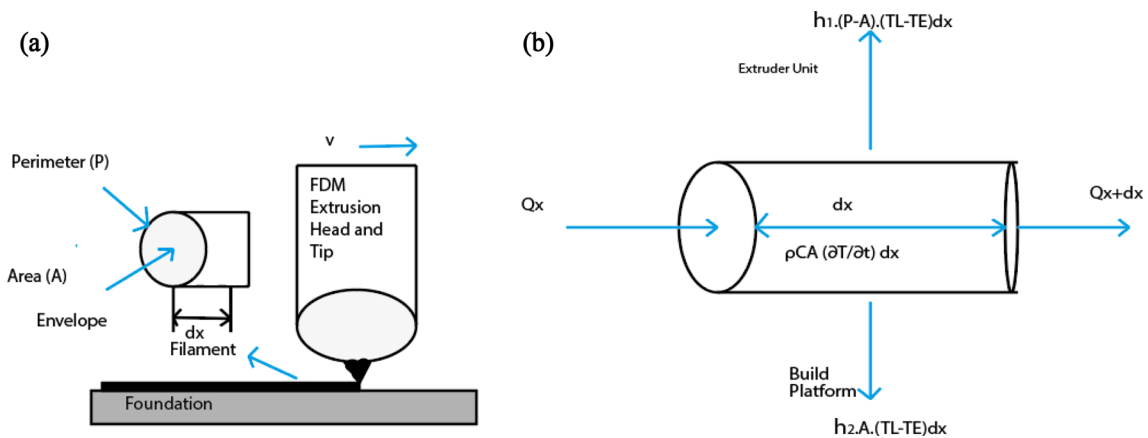 (a)
Perimeter (P)
Area (A)
Envelope
dx
Filament
v
FDM
Extrusion
Head and
Tip
Foundation
(b)
h1.(P-A).(TL-TE)dx
Extruder Unit
Qx
dx
Qx+dx
ρCA (∂T/∂t) dx
Build
Platform
h2.A.(TL-TE)dx